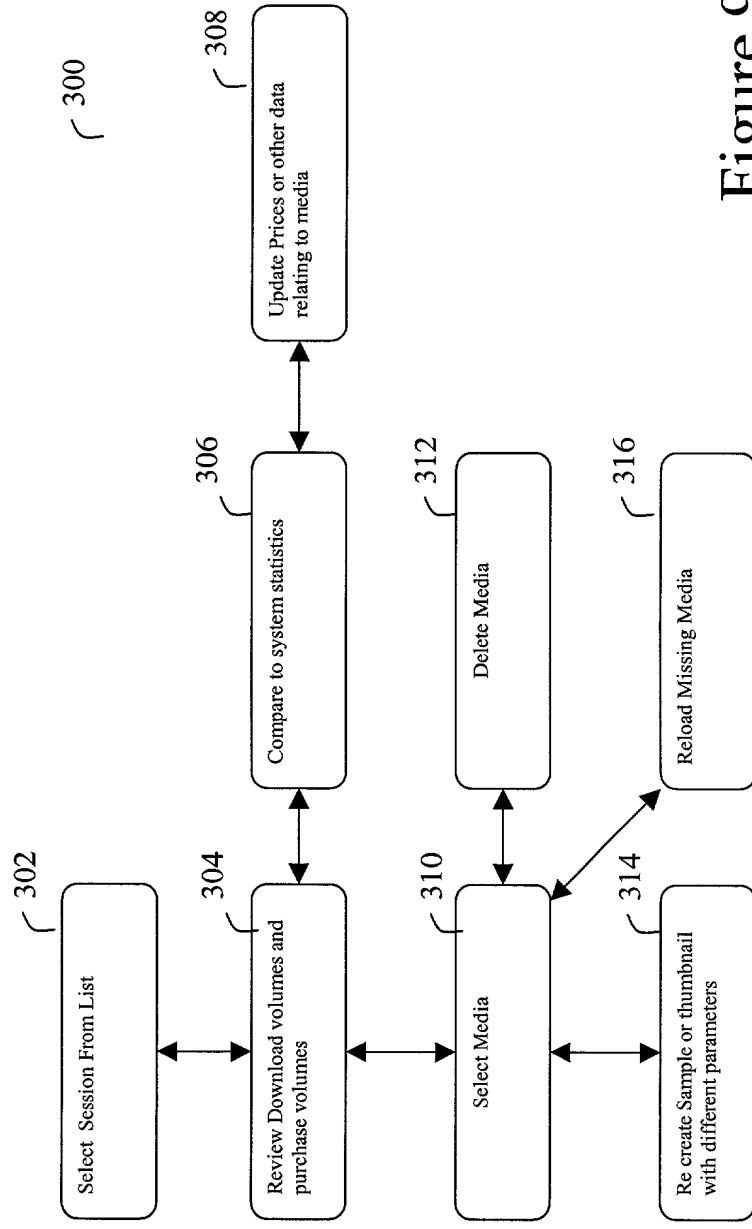 300
302
Select Session From List
304
Review Download volumes and
purchase volumes
306
Compare to system statistics
308
Update Prices or other data
relating to media
310
Select Media
312
Delete Media
314
Re create Sample or thumbnail
with different parameters
316
Reload Missing Media
Figure